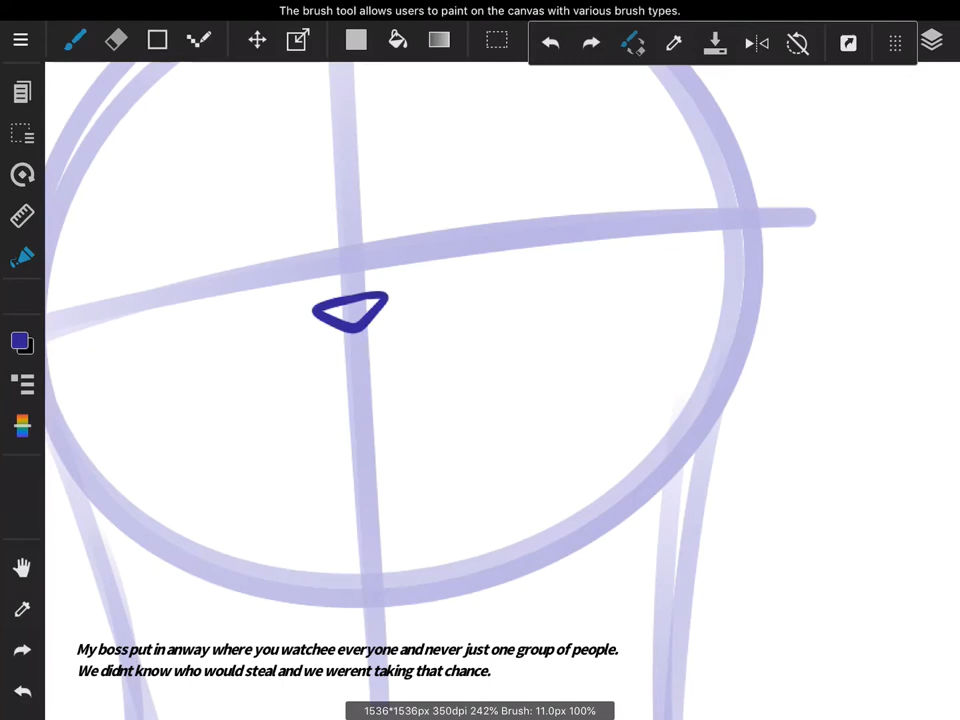 The brush tool allows users to paint on the canvas with various brush types.
My boss put in anway where you watchee everyone and never just one group of people.
We didnt know who would steal and we werent taking that chance.
1536*1536px 350dpi 242% Brush: 11.0px 100%